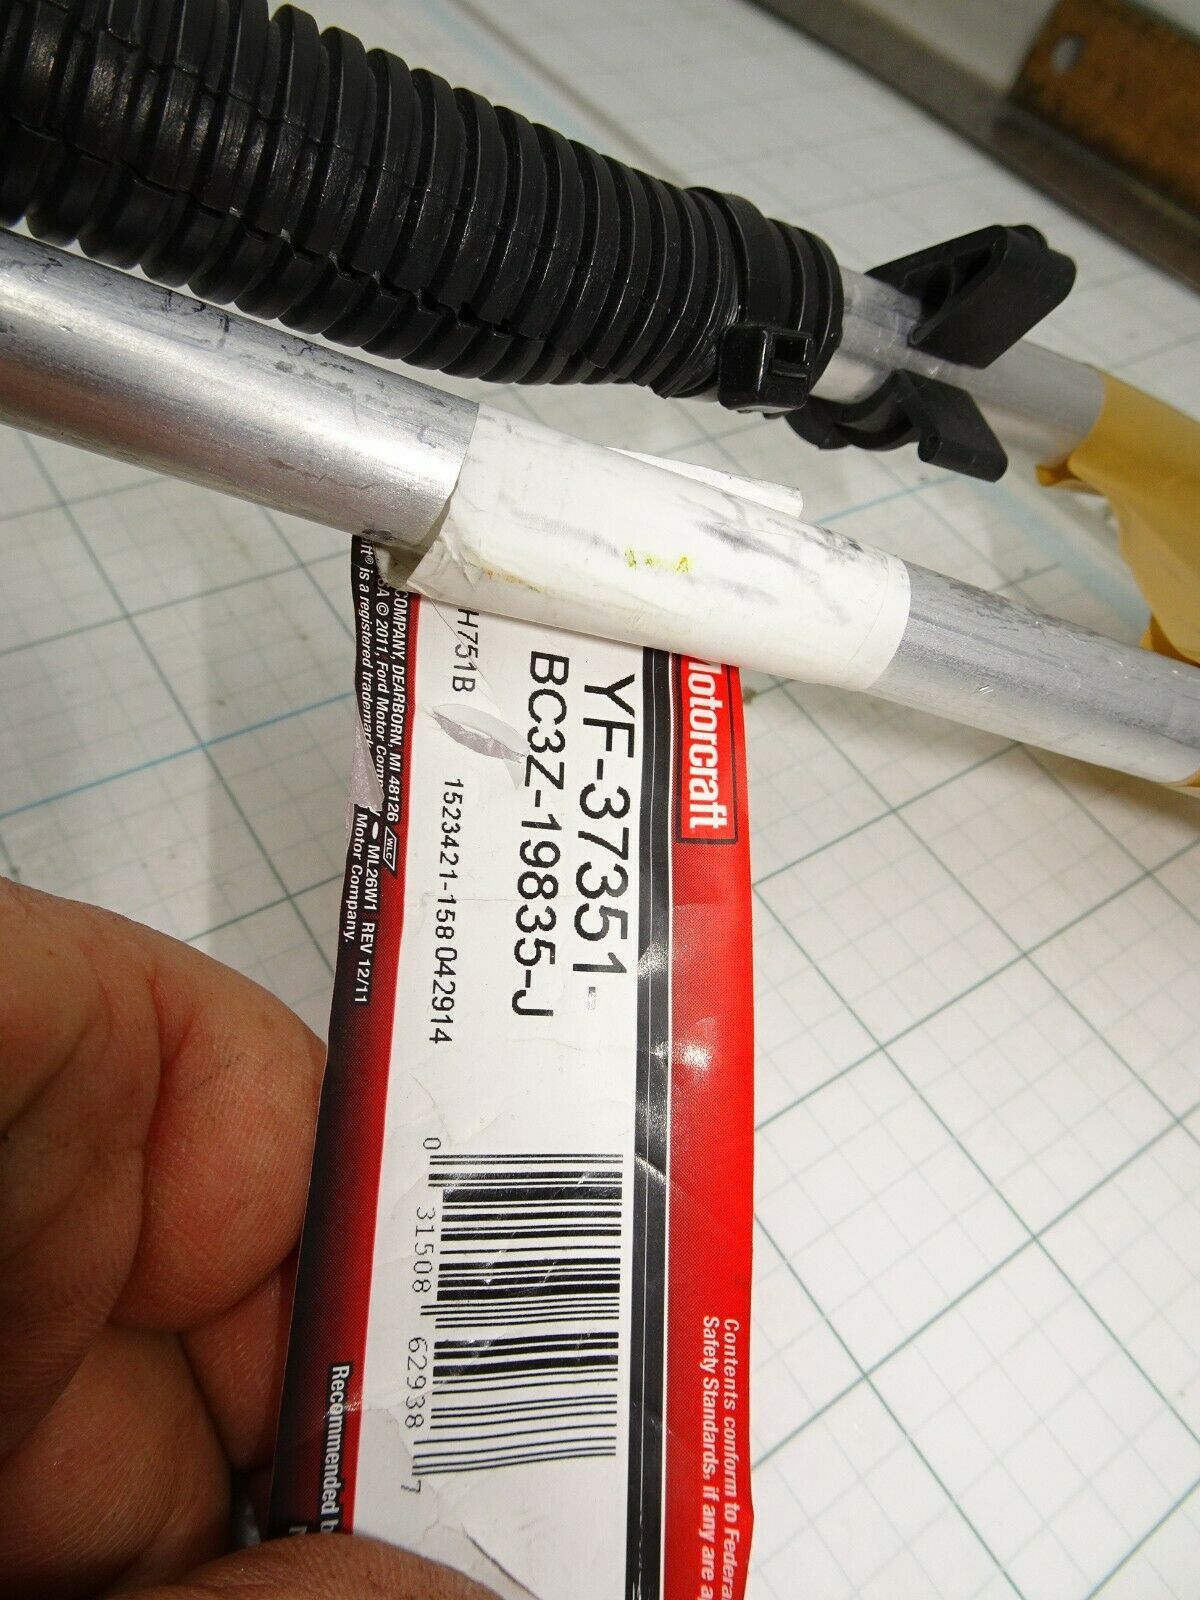 Motorcraft
YF-37351-
BC3Z-19835-J
H751B
1523421-158 042914
0 31508 62938 7
Contents conform to Federal
Safety Standards, if any are
COMPANY, DEARBORN, MI 48126 WLC
© 2011, Ford Motor ML26W1 REV 12/11
® is a registered trademark Motor Company.
Recommended